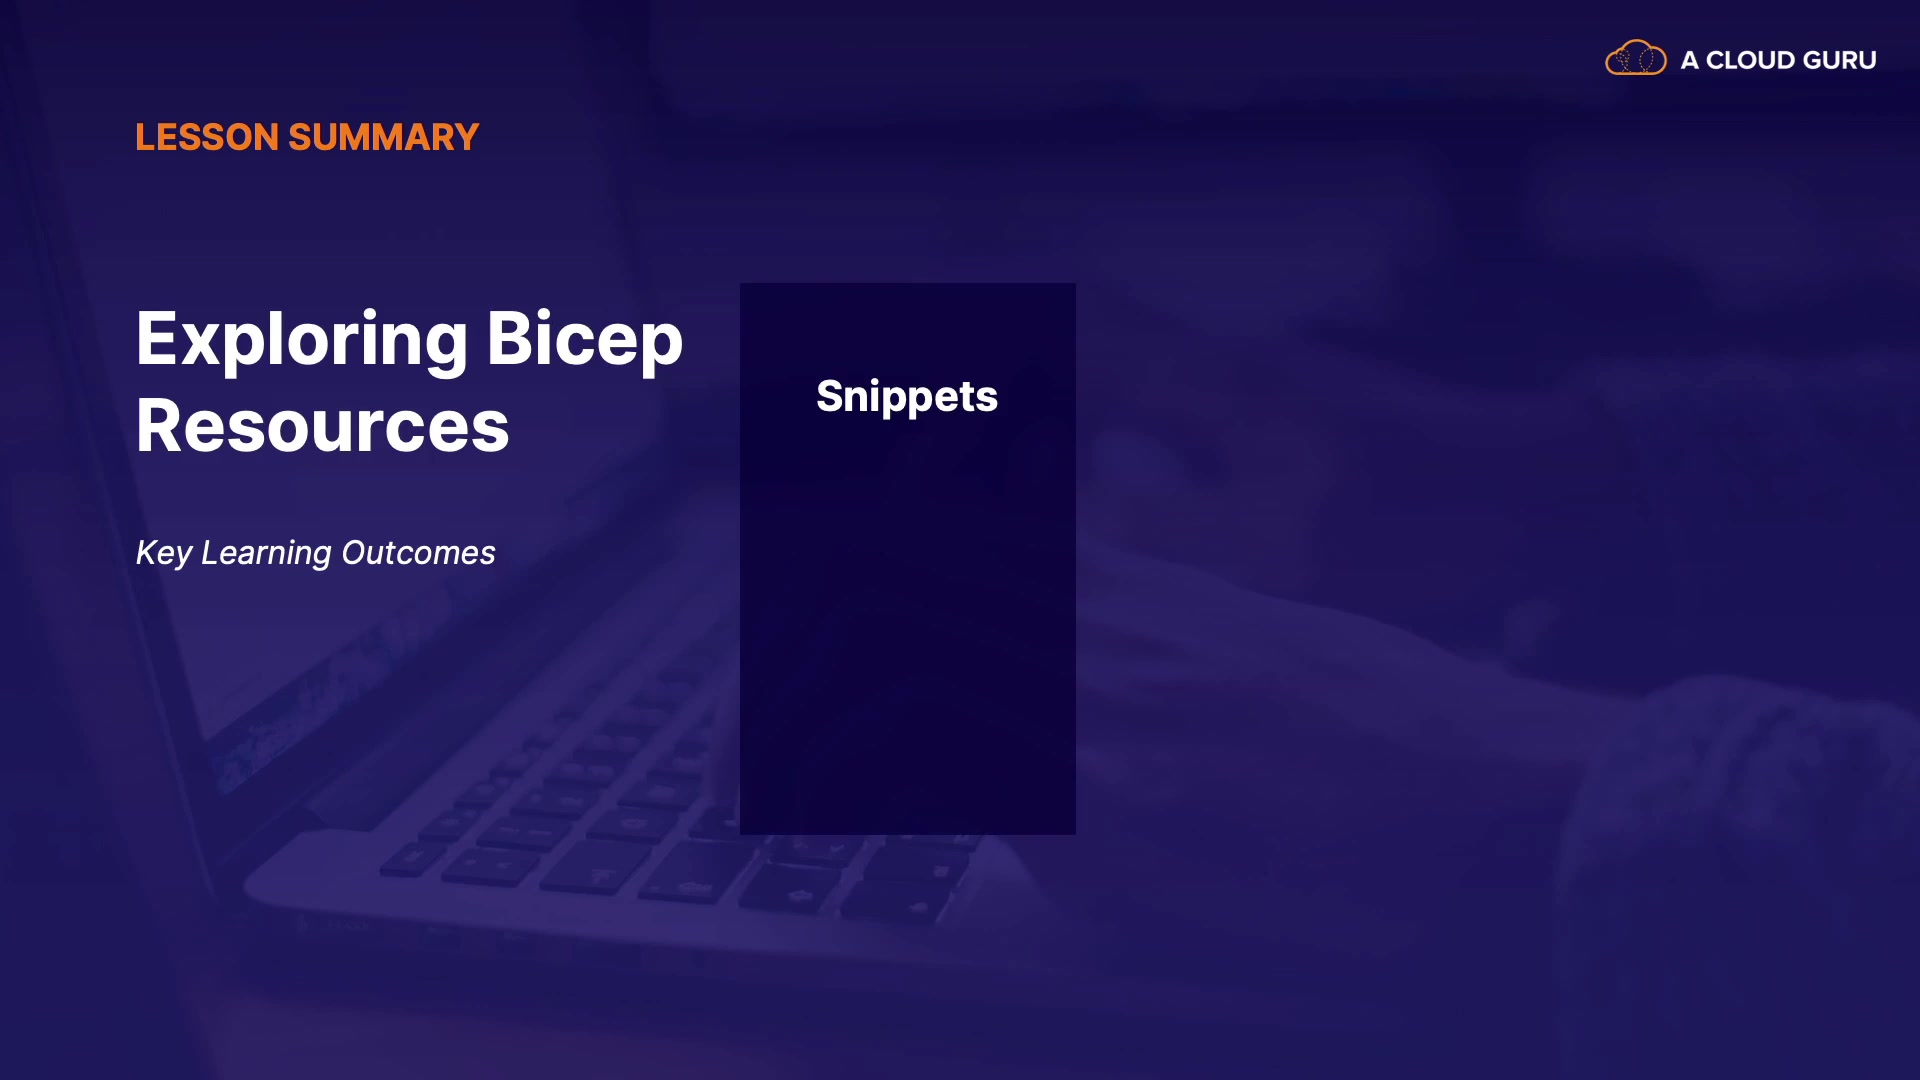 A CLOUD GURU
LESSON SUMMARY
Exploring Bicep
Resources
Key Learning Outcomes
Snippets